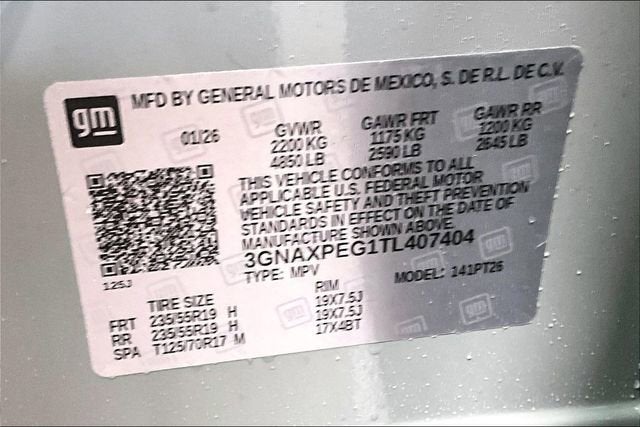 gm
MFD BY GENERAL MOTORS DE MEXICO, S. DE R.L. DE C.V.
01/26
GVWR GAWR FRT GAWR RR
2200 KG 1175 KG 1200 KG
4850 LB 2590 LB 2645 LB
THIS VEHICLE CONFORMS TO ALL
APPLICABLE U.S. FEDERAL MOTOR
VEHICLE SAFETY AND THEFT PREVENTION
STANDARDS IN EFFECT ON THE DATE OF
MANUFACTURE SHOWN ABOVE.
3GNAXPEG1TL407404
TYPE: MPV MODEL: 141PT26
125J
TIRE SIZE RIM
FRT 235/55R19 H 19X7.5J
RR 235/55R19 H 19X7.5J
SPA T125/70R17 M 17X4BT